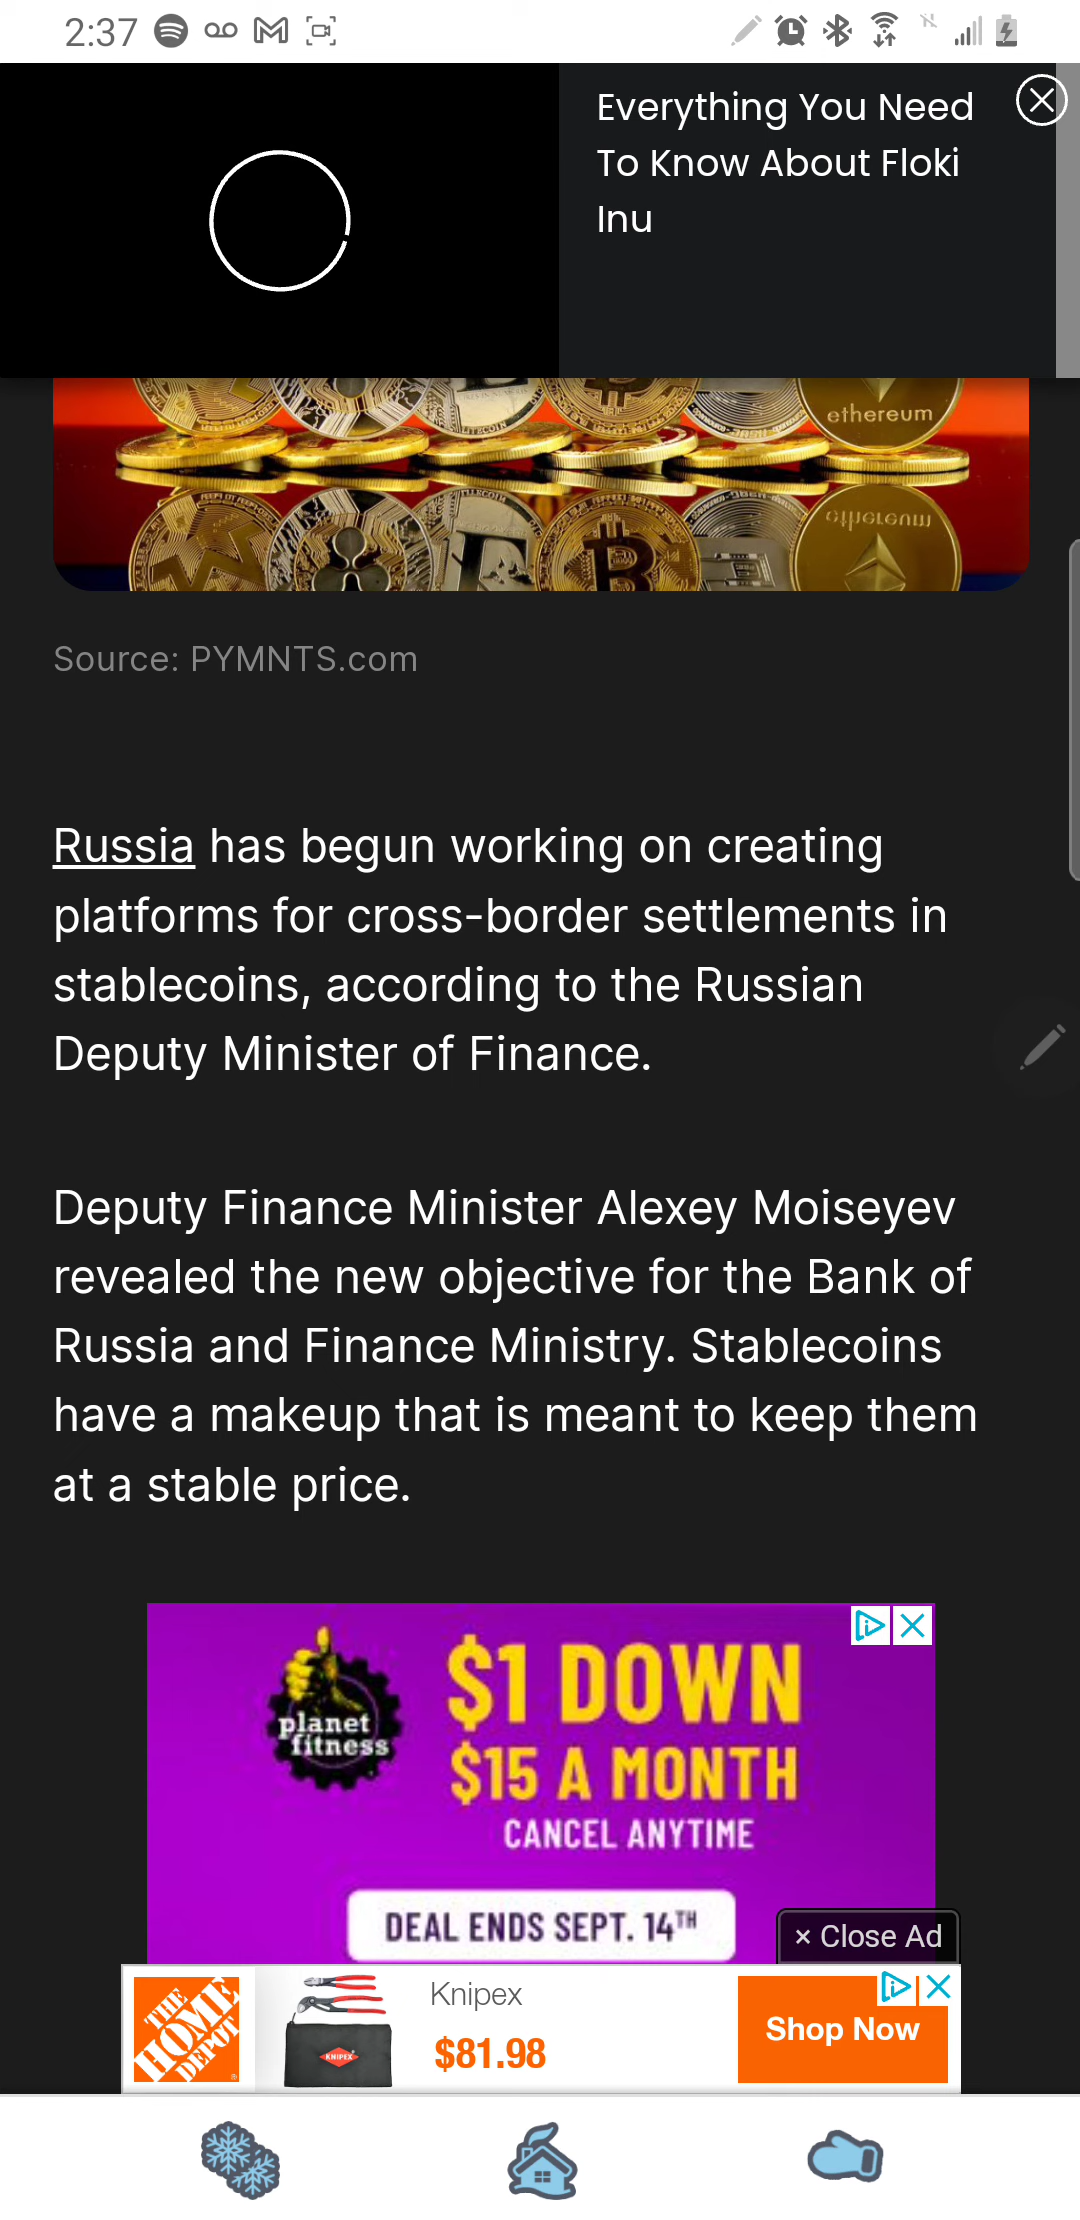 2:37
Everything You Need
To Know About Floki
Inu
LITECOIN
ethereum
ethereum
Source: PYMNTS.com
Russia has begun working on creating
platforms for cross-border settlements in
stablecoins, according to the Russian
Deputy Minister of Finance.
Deputy Finance Minister Alexey Moiseyev
revealed the new objective for the Bank of
Russia and Finance Ministry. Stablecoins
have a makeup that is meant to keep them
at a stable price.
planet
fitness
$1 DOWN
$15 A MONTH
CANCEL ANYTIME
DEAL ENDS SEPT. 14TH
× Close Ad
THE
HOME
DEPOT
KNIPEX
Knipex
$81.98
Shop Now